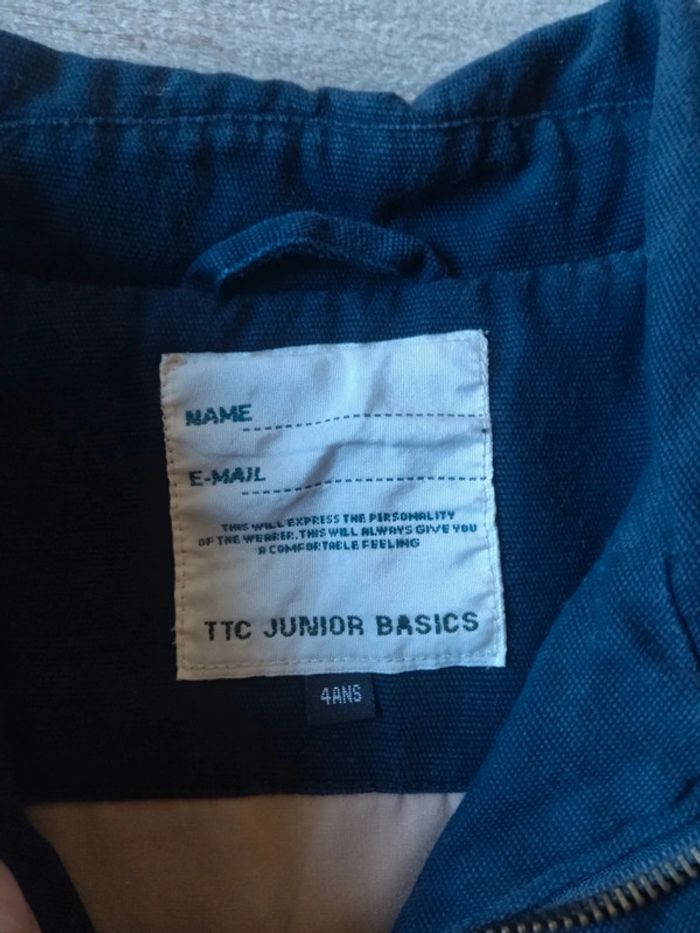 NAME
E-MAIL
THIS WILL EXPRESS THE PERSONALITY
OF THE WEARER. THIS WILL ALWAYS GIVE YOU
A COMFORTABLE FEELING
TTC JUNIOR BASICS
4ANS